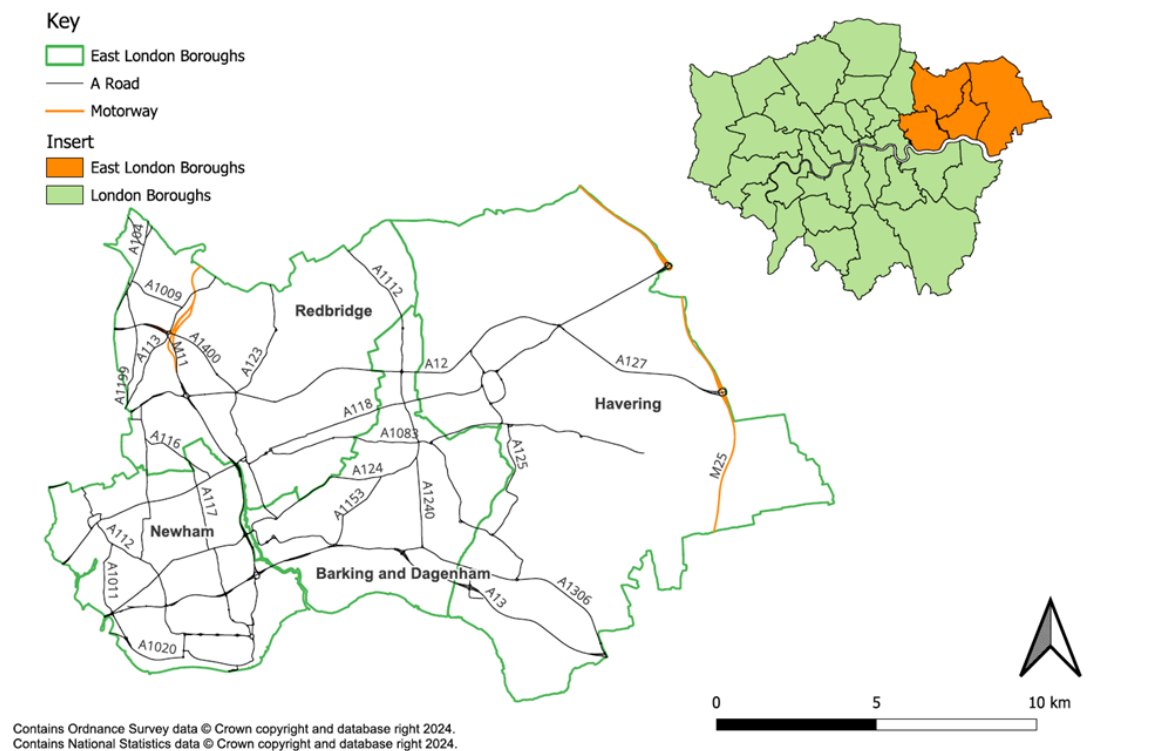 Key
East London Boroughs
A Road
Motorway
Insert
East London Boroughs
London Boroughs
A104
A1009
A1112
Redbridge
A113
M11
A1400
A123
A1199
A12
A127
A118
Havering
A116
A1083
A125
A124
M25
A117
A1153
A1240
A112
Newham
A1011
Barking and Dagenham
A13
A1306
A1020
0 5 10 km
Contains Ordnance Survey data © Crown copyright and database right 2024.
Contains National Statistics data © Crown copyright and database right 2024.